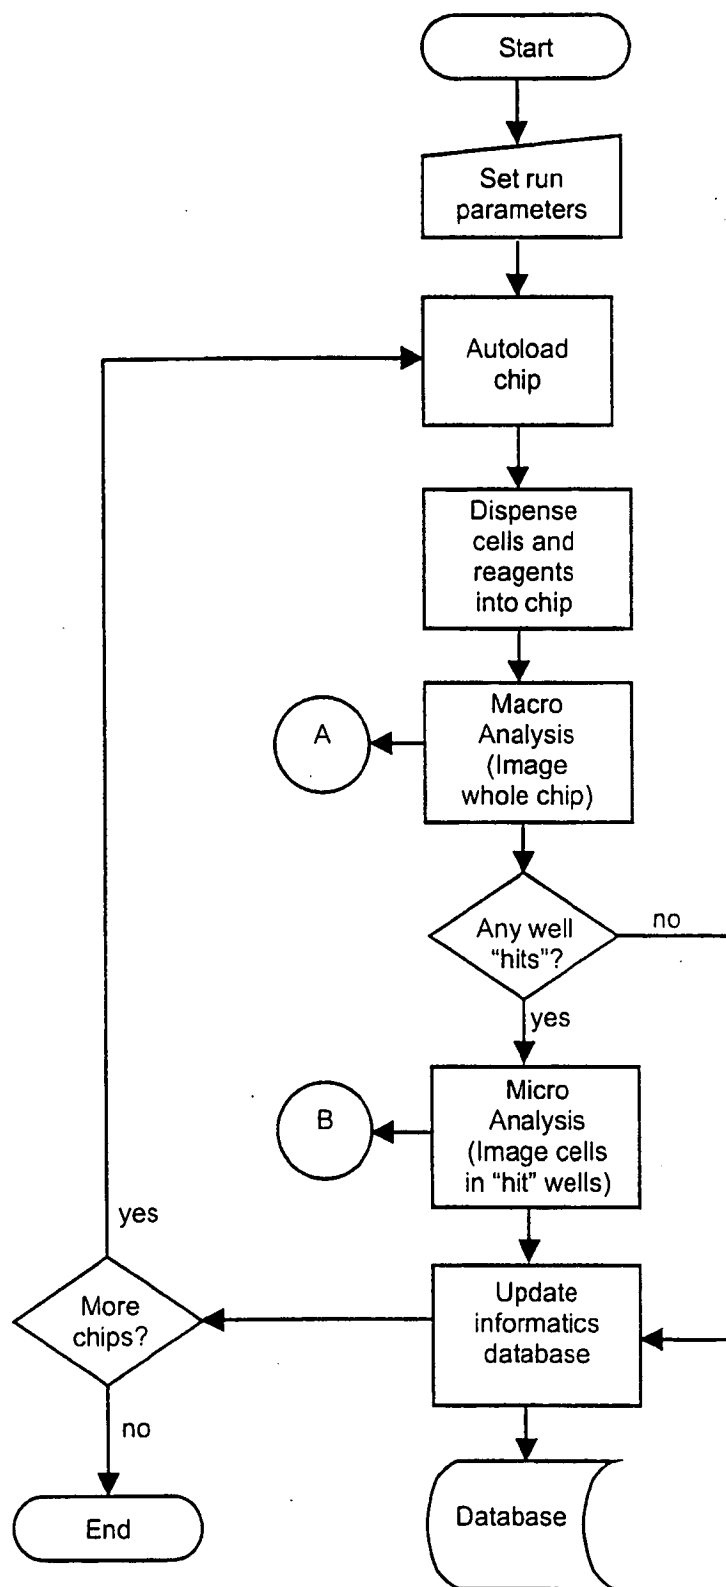 Start
Set run
parameters
Autoload
chip
Dispense
cells and
reagents
into chip
Macro
Analysis
(Image
whole chip)
A
Any well
"hits"?
no
yes
Micro
Analysis
(Image cells
in "hit" wells)
B
Update
informatics
database
yes
More
chips?
no
End
Database